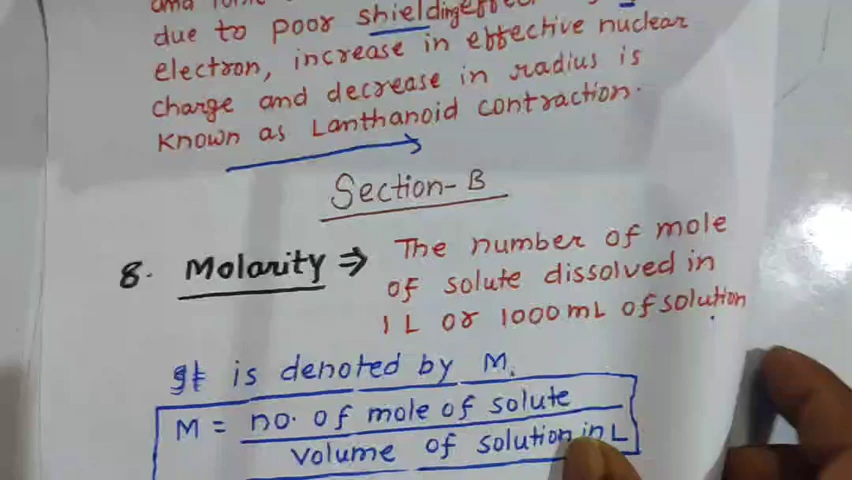 due to poor shielding
electron, increase in effective nuclear
charge and decrease in radius is
known as Lanthanoid contraction.
Section-B
8. Molarity ⇒ The number of mole
of solute dissolved in
1 L or 1000 mL of solution
It is denoted by M.
M = no. of mole of solute
volume of solution in L